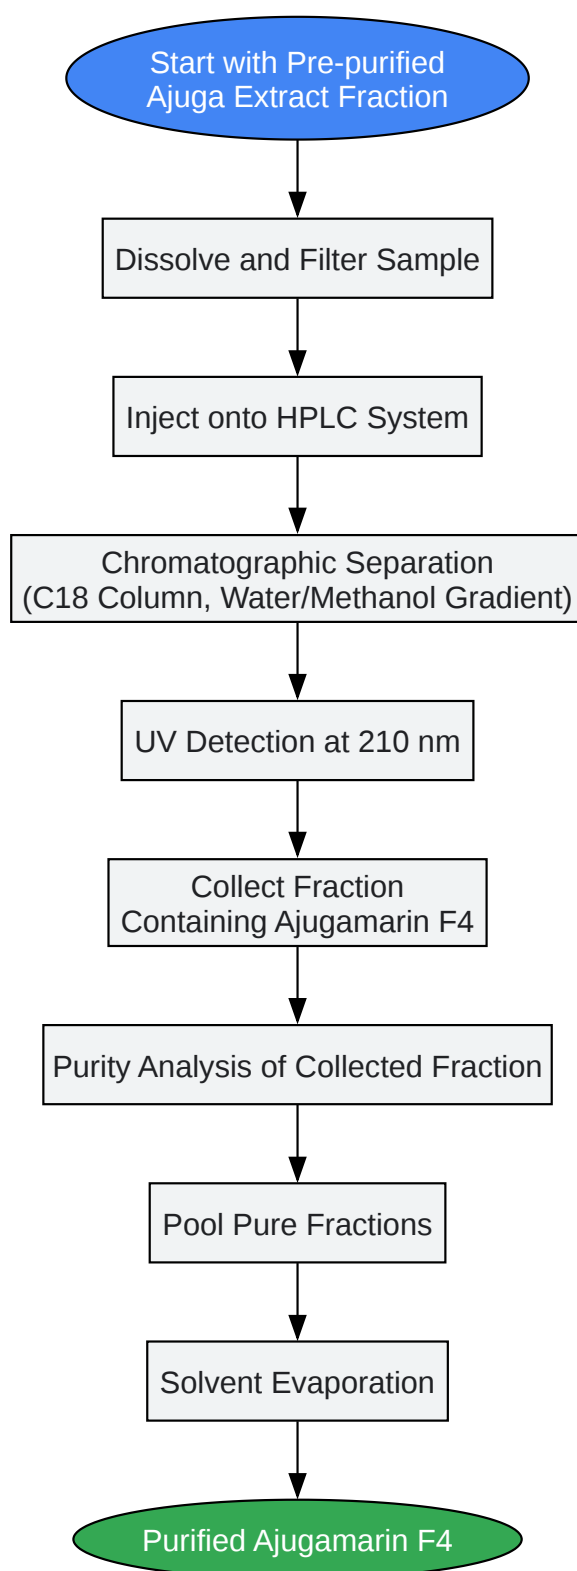 Start with Pre-purified
Ajuga Extract Fraction
Dissolve and Filter Sample
Inject onto HPLC System
Chromatographic Separation
(C18 Column, Water/Methanol Gradient)
UV Detection at 210 nm
Collect Fraction
Containing Ajugamarin F4
Purity Analysis of Collected Fraction
Pool Pure Fractions
Solvent Evaporation
Purified Ajugamarin F4